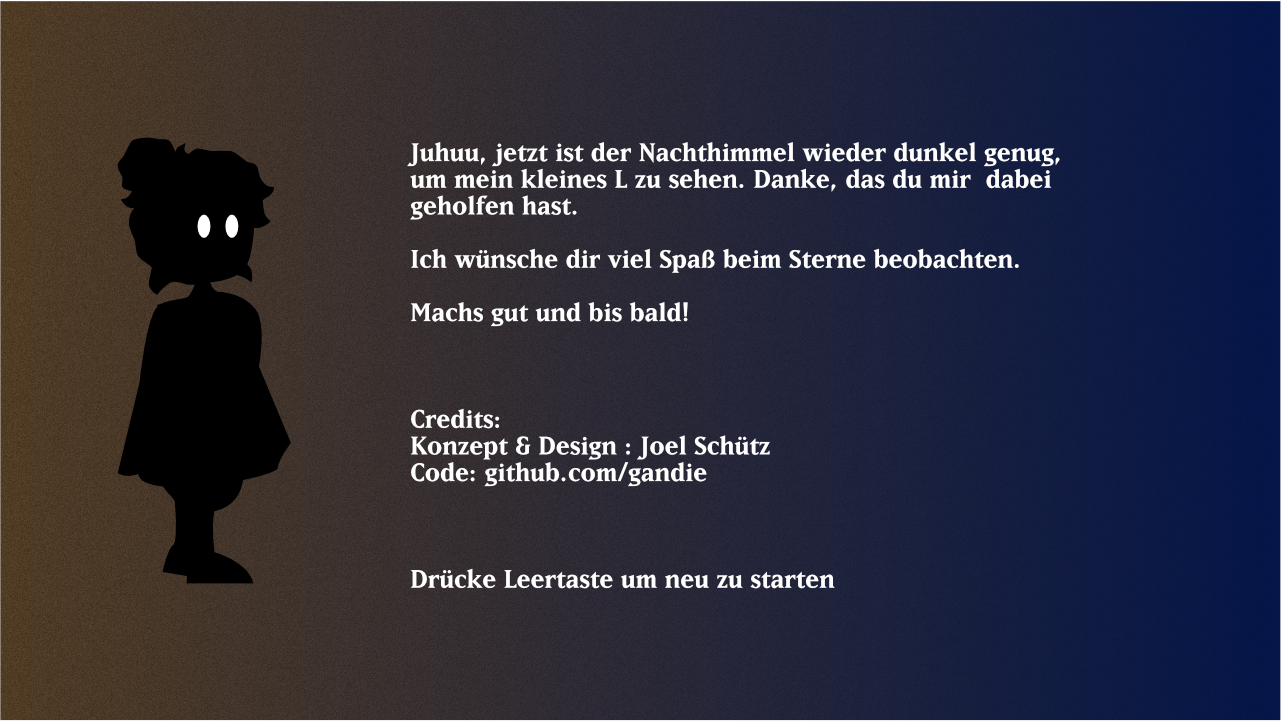 Juhuu, jetzt ist der Nachthimmel wieder dunkel genug,
um mein kleines L zu sehen. Danke, das du mir  dabei
geholfen hast.
Ich wünsche dir viel Spaß beim Sterne beobachten.
Machs gut und bis bald!
Credits:
Konzept & Design : Joel Schütz
Code: github.com/gandie
Drücke Leertaste um neu zu starten